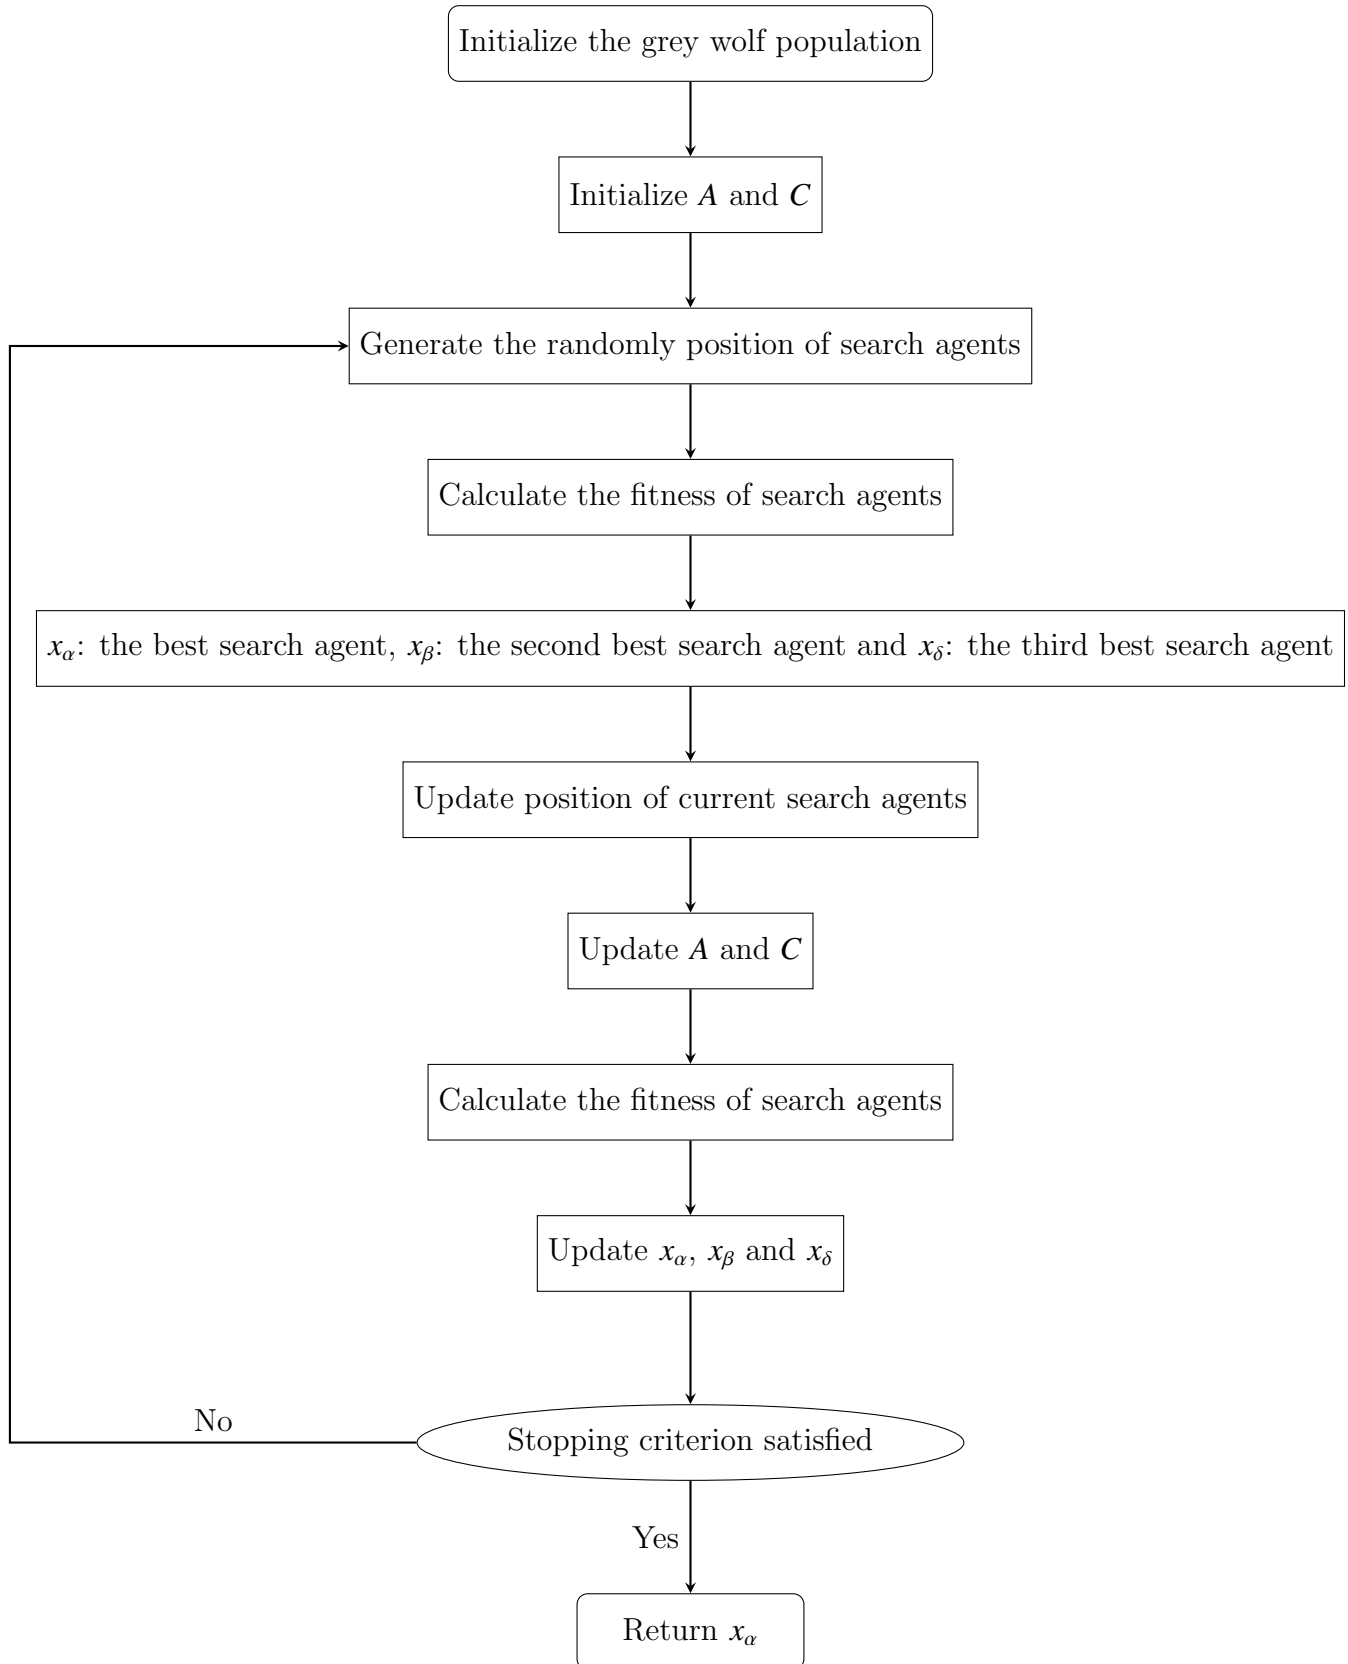 Initialize the grey wolf population
Initialize A and C
Generate the randomly position of search agents
Calculate the fitness of search agents
xα: the best search agent, xβ: the second best search agent and xδ: the third best search agent
Update position of current search agents
Update A and C
Calculate the fitness of search agents
Update xα, xβ and xδ
No
Stopping criterion satisfied
Yes
Return xα